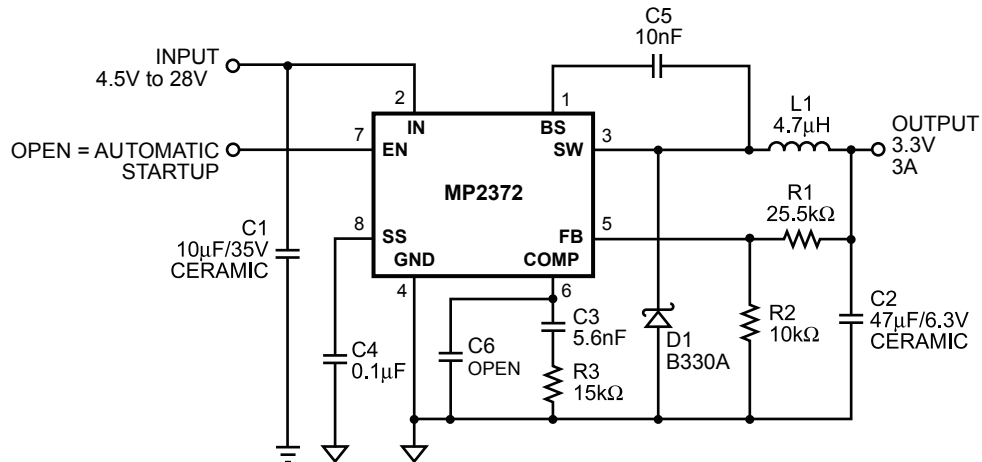 C5
10nF
INPUT
4.5V to 28V
2
1
L1
4.7µH
IN
BS
7
3
OUTPUT
3.3V
3A
OPEN = AUTOMATIC
STARTUP
EN
SW
MP2372
R1
25.5kΩ
8
5
SS
FB
C1
10µF/35V
CERAMIC
GND
COMP
4
6
C3
5.6nF
C2
47µF/6.3V
CERAMIC
R2
10kΩ
D1
B330A
C6
OPEN
C4
0.1µF
R3
15kΩ